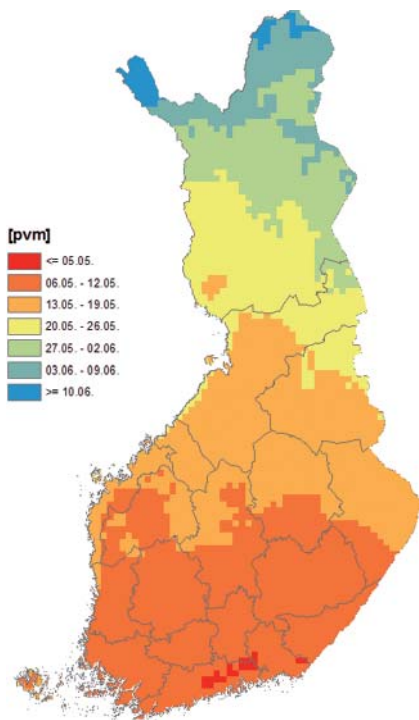 [pvm]
<= 05.05.
06.05. - 12.05.
13.05. - 19.05.
20.05. - 26.05.
27.05. - 02.06.
03.06. - 09.06.
>= 10.06.